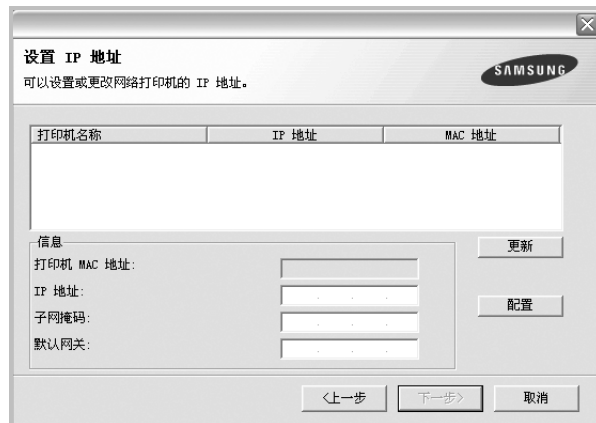 设置 IP 地址
可以设置或更改网络打印机的 IP 地址。
SAMSUNG
打印机名称 IP 地址 MAC 地址
信息
打印机 MAC 地址:
IP 地址:
子网掩码:
默认网关:
更新
配置
<上一步 下一步> 取消